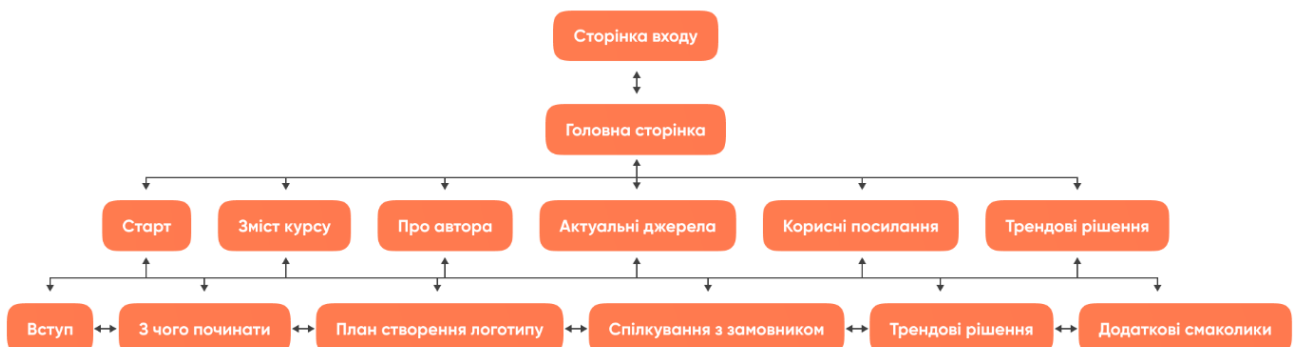 Сторінка входу
Головна сторінка
Старт
Зміст курсу
Про автора
Актуальні джерела
Корисні посилання
Трендові рішення
Вступ
З чого починати
План створення логотипу
Спілкування з замовником
Трендові рішення
Додаткові смаколики